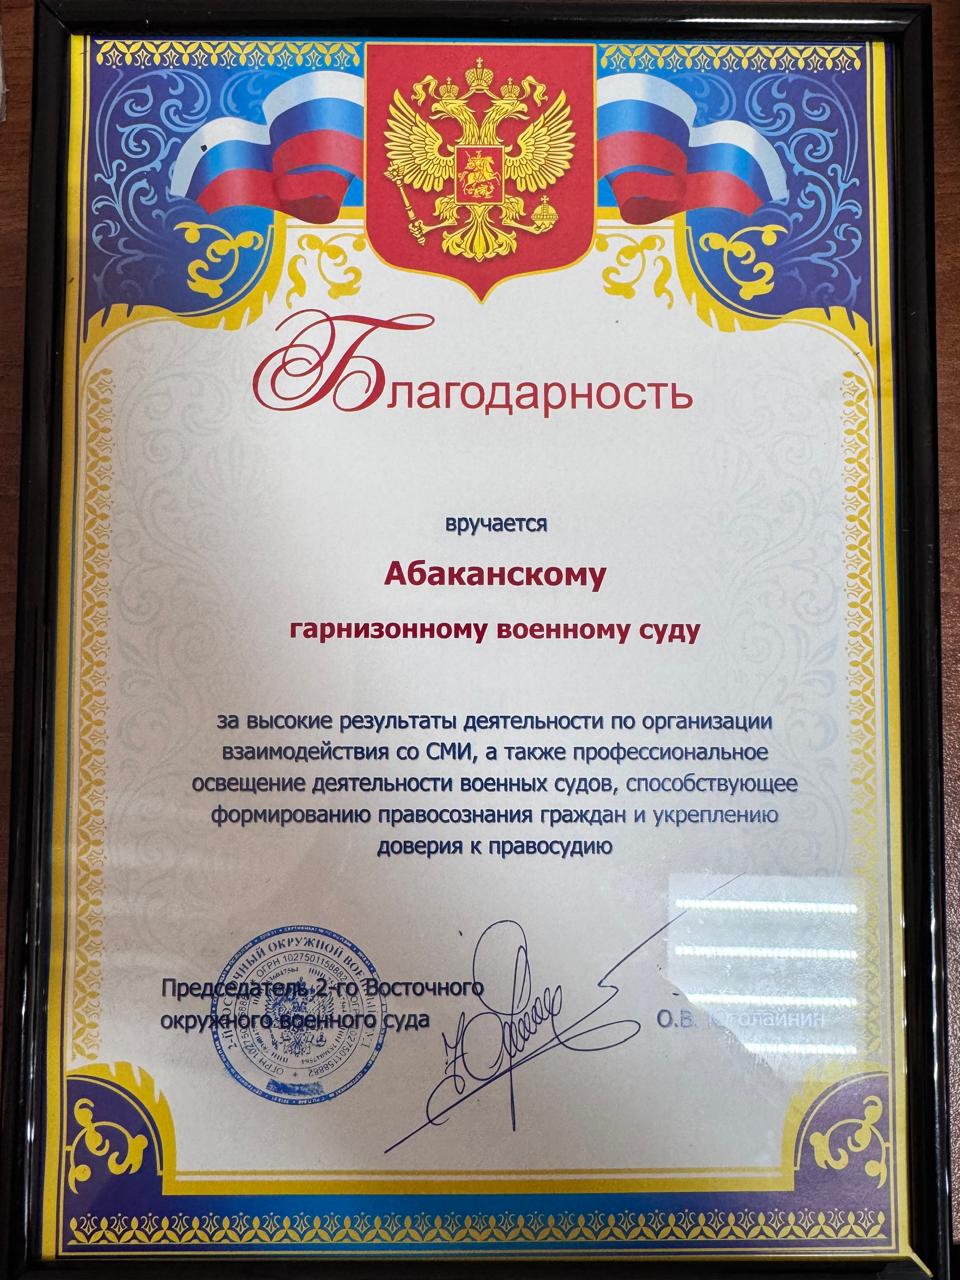 Благодарность
вручается
Абаканскому
гарнизонному военному суду
за высокие результаты деятельности по организации
взаимодействия со СМИ, а также профессиональное
освещение деятельности военных судов, способствующее
формированию правосознания граждан и укреплению
доверия к правосудию
Председатель 2-го Восточного
окружного военного суда
О.В.